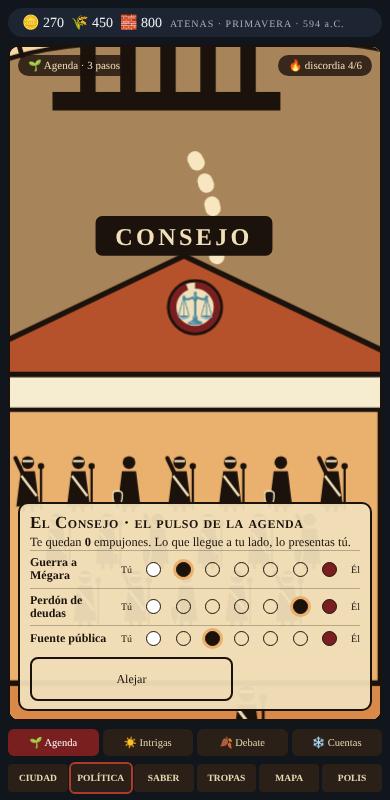 🪙 270 🌾 450 🧱 800 ATENAS · PRIMAVERA · 594 a.C.
🌱 Agenda · 3 pasos
🔥 discordia 4/6
CONSEJO
El Consejo · el pulso de la agenda
Te quedan 0 empujones. Lo que llegue a tu lado, lo presentas tú.
Guerra a
Mégara
Tú
Él
Perdón de
deudas
Tú
Él
Fuente pública
Tú
Él
Alejar
🌱 Agenda
☀️ Intrigas
🍂 Debate
❄️ Cuentas
CIUDAD
POLÍTICA
SABER
TROPAS
MAPA
POLIS